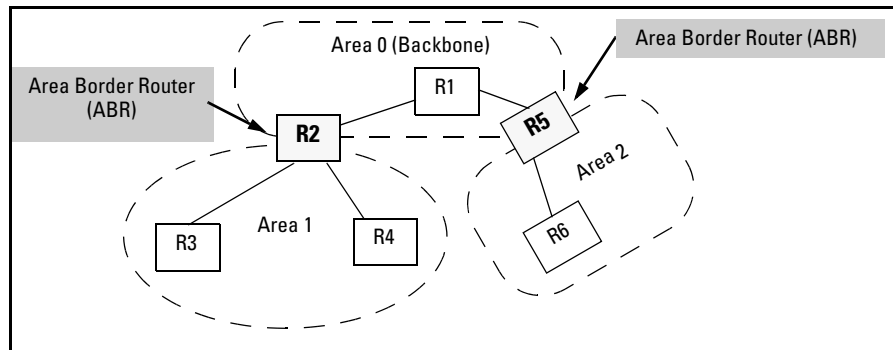 Area 0 (Backbone)
Area Border Router (ABR)
Area Border Router
(ABR)
R1
R2
R5
Area 2
Area 1
R3
R4
R6